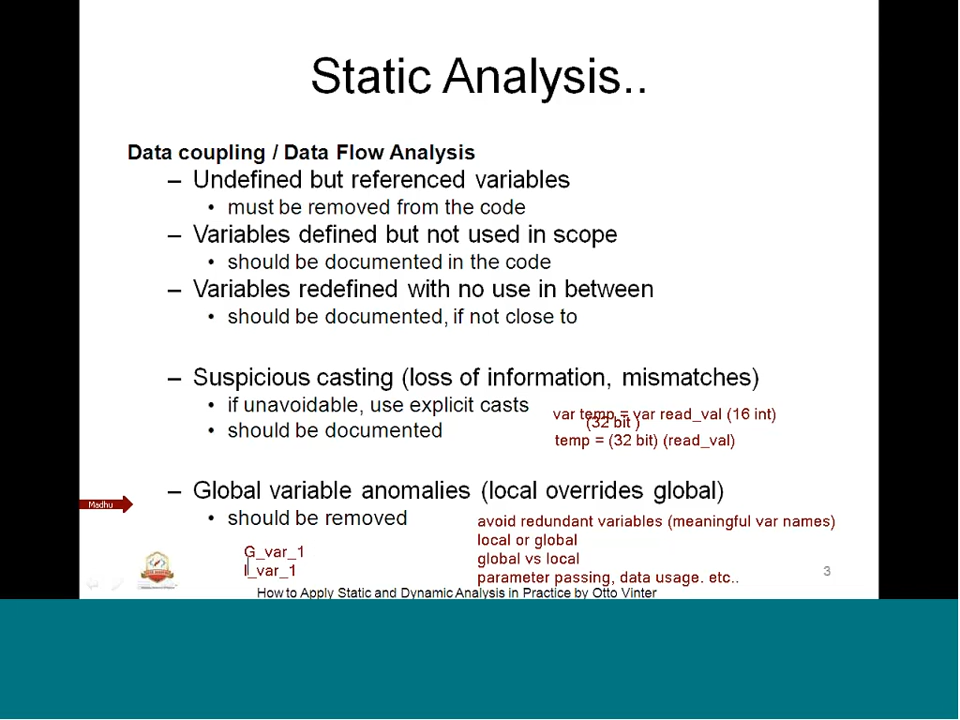 Static Analysis..
Data coupling / Data Flow Analysis
– Undefined but referenced variables
• must be removed from the code
– Variables defined but not used in scope
• should be documented in the code
– Variables redefined with no use in between
• should be documented, if not close to
– Suspicious casting (loss of information, mismatches)
• if unavoidable, use explicit casts
• should be documented
var temp = var read_val (16 int)
(32 bit )
temp = (32 bit) (read_val)
– Global variable anomalies (local overrides global)
• should be removed
Madhu
avoid redundant variables (meaningful var names)
local or global
global vs local
parameter passing, data usage. etc..
G_var_1
l_var_1
3
How to Apply Static and Dynamic Analysis in Practice by Otto Vinter